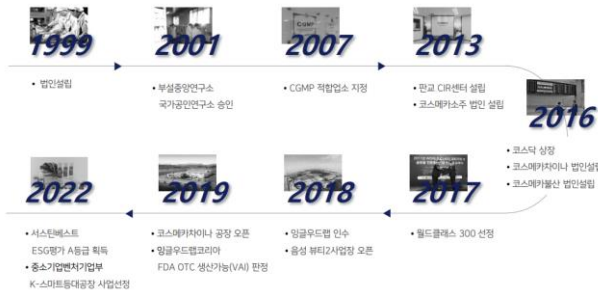 1999
2001
2007
2013
• 법인설립
• 부설중앙연구소
국가공인연구소 승인
• CGMP 적합업소 지정
• 판교 CIR센터 설립
• 코스메카소주 법인 설립
2016
• 코스닥 상장
• 코스메카차이나 법인설립
• 코스메카불산 법인설립
2022
2019
2018
2017
• 서스틴베스트
ESG평가 A등급 획득
• 중소기업벤처기업부
K-스마트등대공장 사업선정
• 코스메카차이나 공장 오픈
• 잉글우드랩코리아
FDA OTC 생산가능(VAI) 판정
• 잉글우드랩 인수
• 음성 뷰티2사업장 오픈
• 월드클래스 300 선정